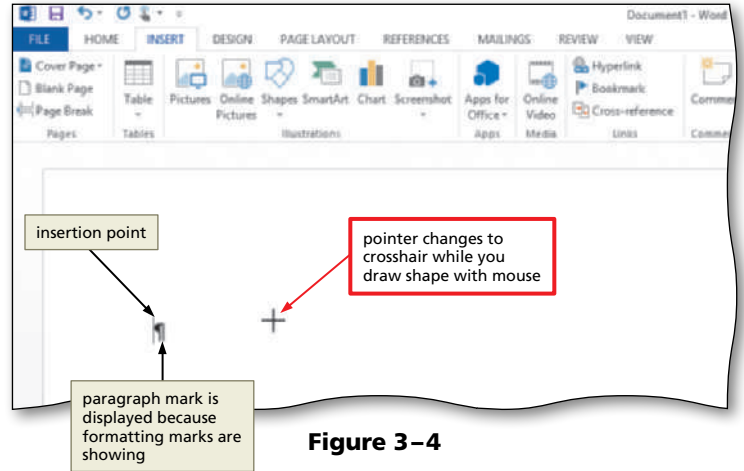 Document1 - Word
FILE HOME INSERT DESIGN PAGE LAYOUT REFERENCES MAILINGS REVIEW VIEW
Cover Page
Blank Page
Page Break
Table
Pictures
Online
Pictures
Shapes
SmartArt
Chart
Screenshot
Apps for
Office
Online
Video
Hyperlink
Bookmark
Cross-reference
Pages
Tables
Illustrations
Apps
Media
Links
insertion point
pointer changes to
crosshair while you
draw shape with mouse
¶
paragraph mark is
displayed because
formatting marks are
showing
Figure 3–4